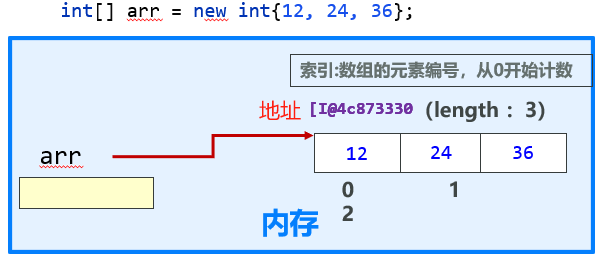 int[] arr = new int{12, 24, 36};
索引:数组的元素编号，从0开始计数
地址 [I@4c873330 （length ：3）
arr
12 24 36
0 1
2
内存